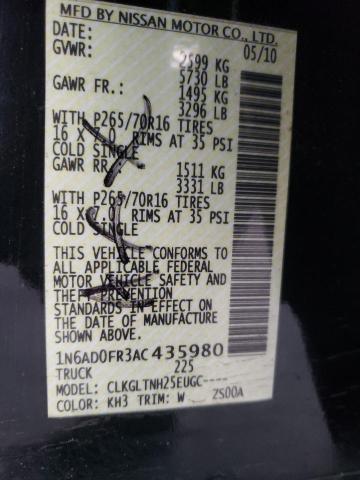 MFD BY NISSAN MOTOR CO., LTD.
DATE: 05/10
GVWR: 2599 KG
5730 LB
GAWR FR.: 1495 KG
3296 LB
WITH P265/70R16 TIRES
16 X 7.0 RIMS AT 35 PSI
COLD SINGLE
GAWR RR 1511 KG
3331 LB
WITH P265/70R16 TIRES
16 X 7.0 RIMS AT 35 PSI
COLD SINGLE
THIS VEHICLE CONFORMS TO
ALL APPLICABLE FEDERAL
MOTOR VEHICLE SAFETY AND
THEFT PREVENTION
STANDARDS IN EFFECT ON
THE DATE OF MANUFACTURE
SHOWN ABOVE.
1N6AD0FR3AC435980
TRUCK 225
MODEL: CLKGLTNH25EUGC----
COLOR: KH3 TRIM: W ZS00A